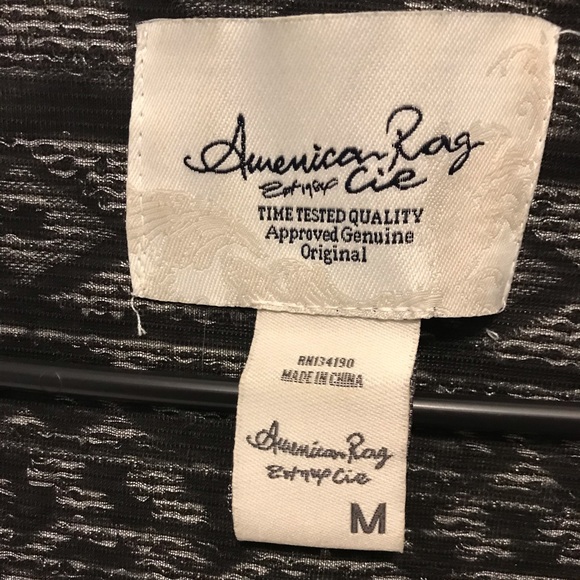 American Rag
Est 1984 Cie
TIME TESTED QUALITY
Approved Genuine
Original
RN134190
MADE IN CHINA
American Rag
Est 1984 Cie
M